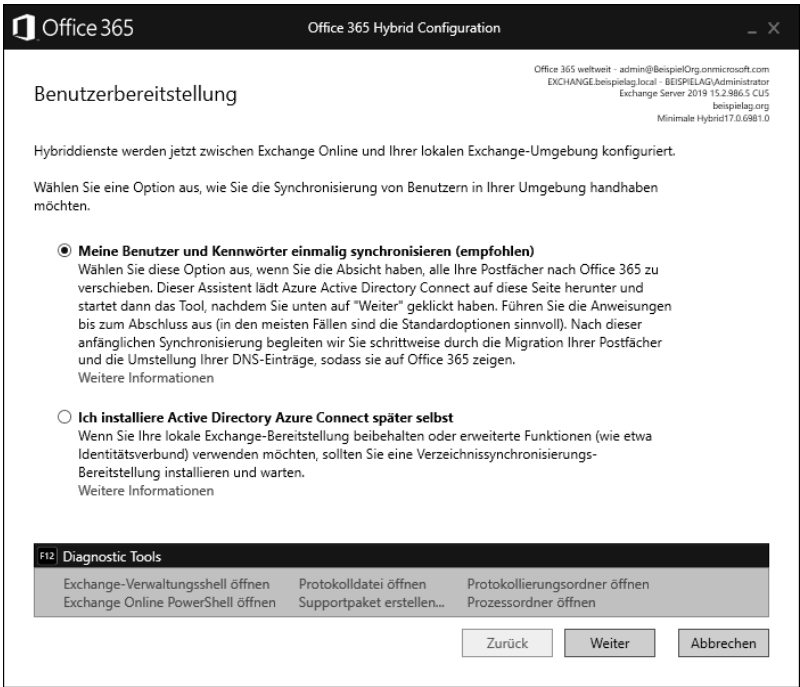 Office 365
Office 365 Hybrid Configuration
Benutzerbereitstellung
Office 365 weltweit - admin@BeispielOrg.onmicrosoft.com
EXCHANGE.beispielag.local - BEISPIELAG\Administrator
Exchange Server 2019 15.2.986.5 CU5
beispielag.org
Minimale Hybrid17.0.6981.0
Hybriddienste werden jetzt zwischen Exchange Online und Ihrer lokalen Exchange-Umgebung konfiguriert.
Wählen Sie eine Option aus, wie Sie die Synchronisierung von Benutzern in Ihrer Umgebung handhaben
möchten.
Meine Benutzer und Kennwörter einmalig synchronisieren (empfohlen)
Wählen Sie diese Option aus, wenn Sie die Absicht haben, alle Ihre Postfächer nach Office 365 zu
verschieben. Dieser Assistent lädt Azure Active Directory Connect auf diese Seite herunter und
startet dann das Tool, nachdem Sie unten auf "Weiter" geklickt haben. Führen Sie die Anweisungen
bis zum Abschluss aus (in den meisten Fällen sind die Standardoptionen sinnvoll). Nach dieser
anfänglichen Synchronisierung begleiten wir Sie schrittweise durch die Migration Ihrer Postfächer
und die Umstellung Ihrer DNS-Einträge, sodass sie auf Office 365 zeigen.
Weitere Informationen
Ich installiere Active Directory Azure Connect später selbst
Wenn Sie Ihre lokale Exchange-Bereitstellung beibehalten oder erweiterte Funktionen (wie etwa
Identitätsverbund) verwenden möchten, sollten Sie eine Verzeichnissynchronisierungs-
Bereitstellung installieren und warten.
Weitere Informationen
F12 Diagnostic Tools
Exchange-Verwaltungsshell öffnen Protokolldatei öffnen Protokollierungsordner öffnen
Exchange Online PowerShell öffnen Supportpaket erstellen... Prozessordner öffnen
Zurück Weiter Abbrechen